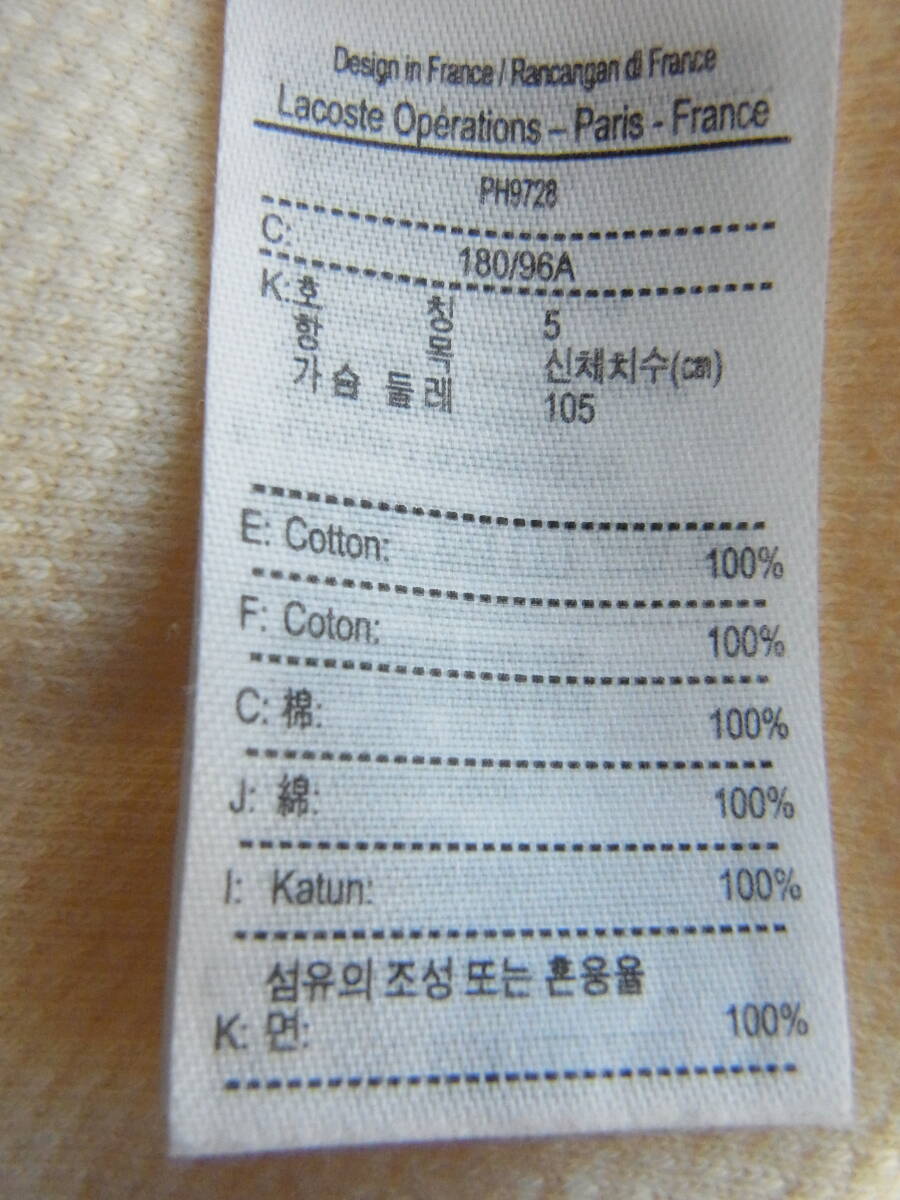 Design in France / Rancangan di France
Lacoste Operations – Paris - France
PH9728
C:
180/96A
K: 호 칭 5
항 목 신체치수(㎝)
가 슴 둘 레 105
E: Cotton: 100%
F: Coton: 100%
C: 棉: 100%
J: 綿: 100%
I: Katun: 100%
섬유의 조성 또는 혼용율
K: 면: 100%